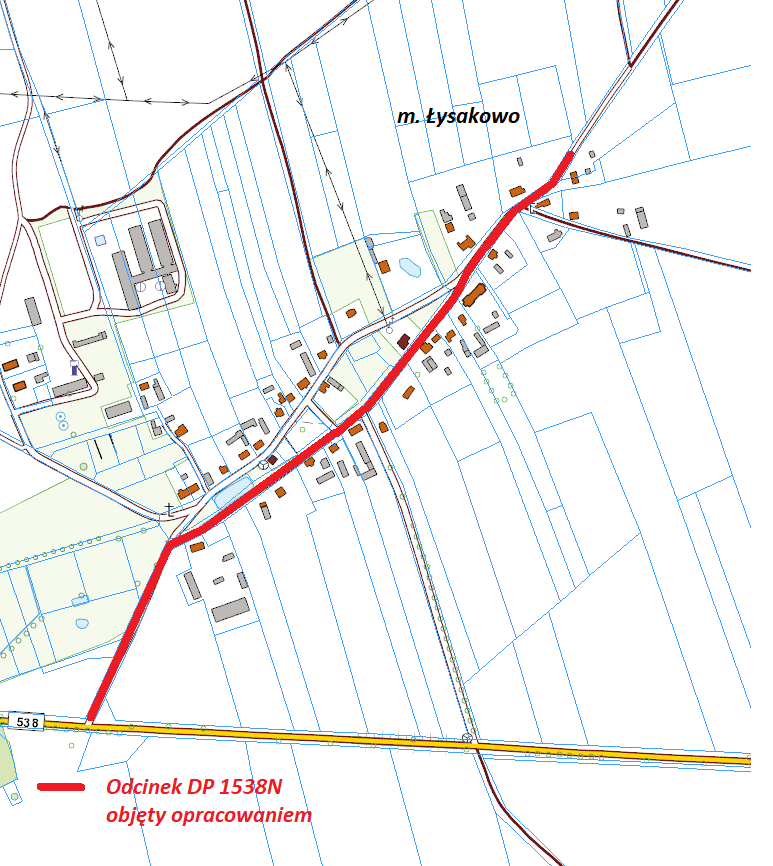 m. Łysakowo
538
Odcinek DP 1538N
objęty opracowaniem